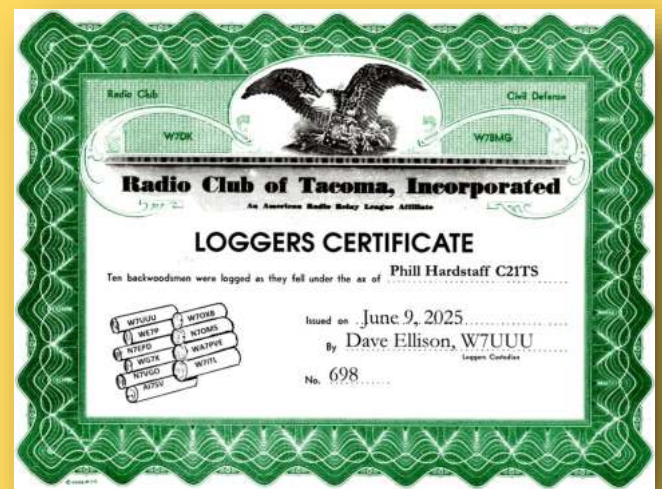 Radio Club
Civil Defense
W7DK
W7BMG
Radio Club of Tacoma, Incorporated
An American Radio Relay League Affiliate
LOGGERS CERTIFICATE
Ten backwoodsmen were logged as they fell under the ax of Phill Hardstaff C21TS
W7UUU
W7OXB
WE7P
N7OMS
N7EFD
WA7PVE
WG7X
W7ITL
N7VGO
AI7SV
Issued on June 9, 2025
By Dave Ellison, W7UUU
Loggers Custodian
No. 698